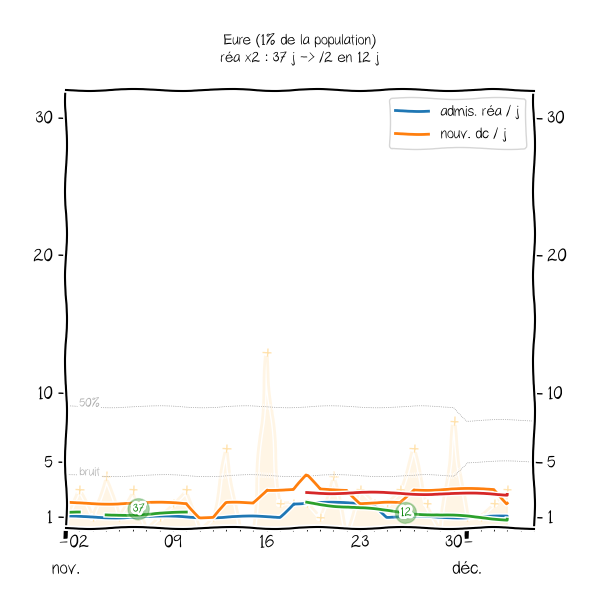 Eure (1% de la population)
réa x2 : 37 j -> /2 en 12 j
admis. réa / j
nouv. dc / j
30 30
20 20
10 10
50%
5 5
bruit
37
12
1 1
02 09 16 23 30
nov. déc.